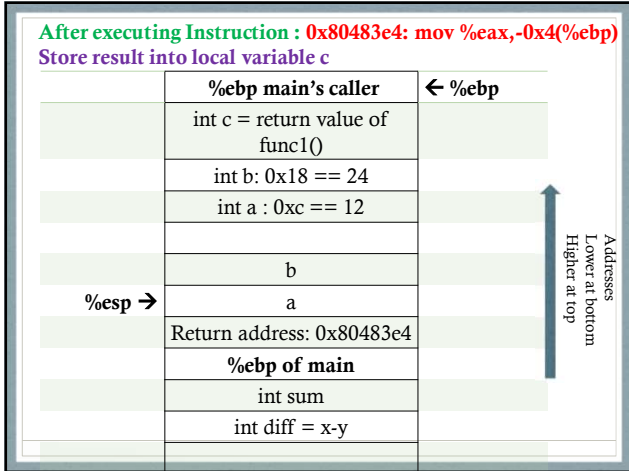 After executing Instruction : 0x80483e4: mov %eax,-0x4(%ebp)
Store result into local variable c
%ebp main's caller
← %ebp
int c = return value of
func1()
int b: 0x18 == 24
int a : 0xc == 12
b
%esp → a
Return address: 0x80483e4
%ebp of main
int sum
int diff = x-y
Addresses
Lower at bottom
Higher at top